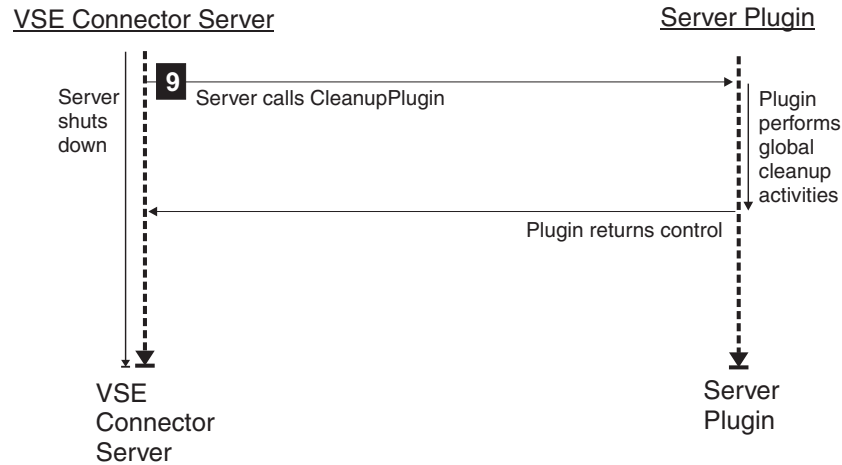 VSE Connector Server
Server Plugin
9
Server calls CleanupPlugin
Server
shuts
down
Plugin
performs
global
cleanup
activities
Plugin returns control
VSE
Connector
Server
Server
Plugin